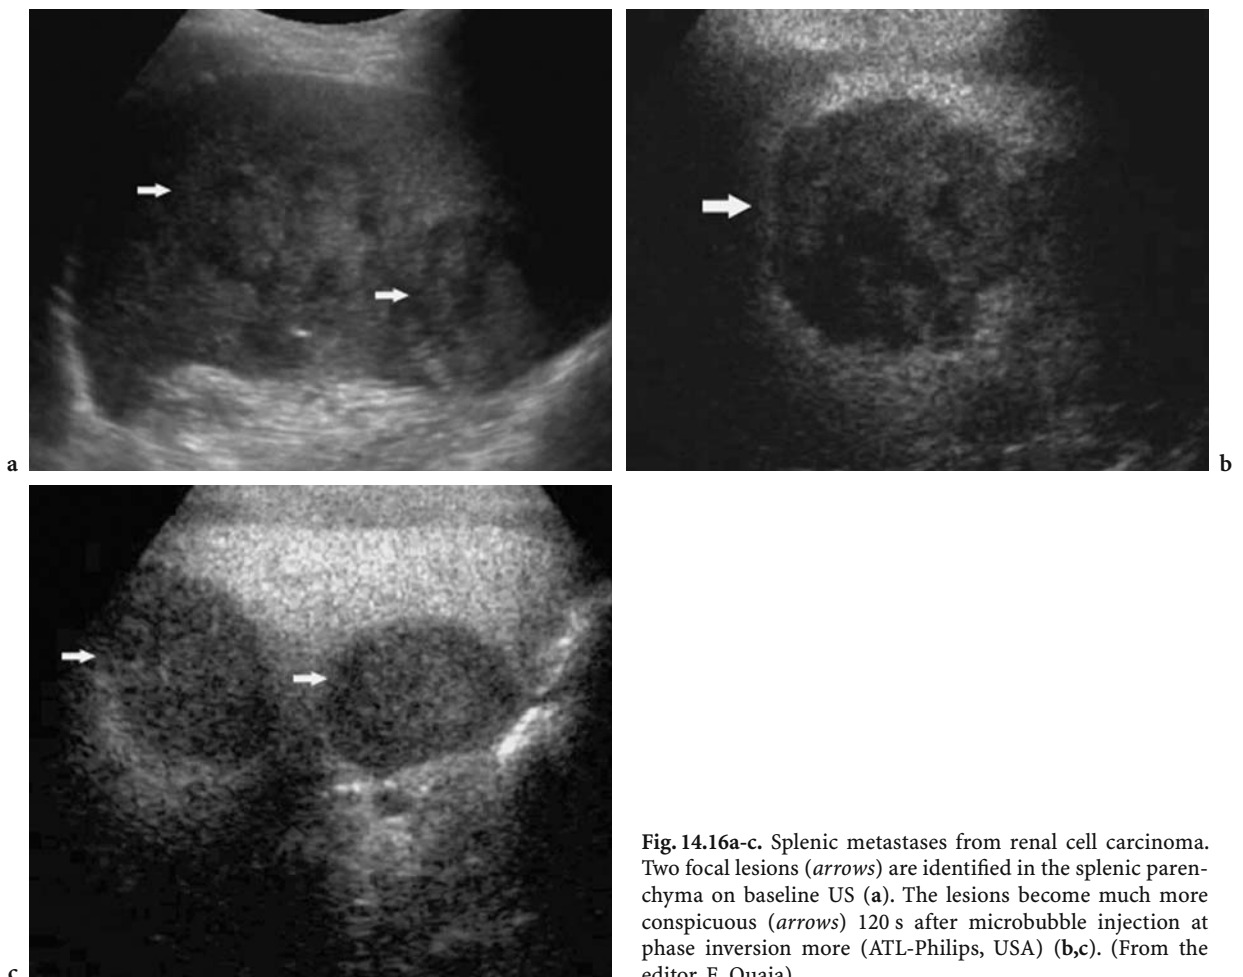 a
b
c
Fig. 14.16a-c. Splenic metastases from renal cell carcinoma.
Two focal lesions (arrows) are identified in the splenic paren-
chyma on baseline US (a). The lesions become much more
conspicuous (arrows) 120 s after microbubble injection at
phase inversion more (ATL-Philips, USA) (b,c). (From the
editor, E. Quaia)